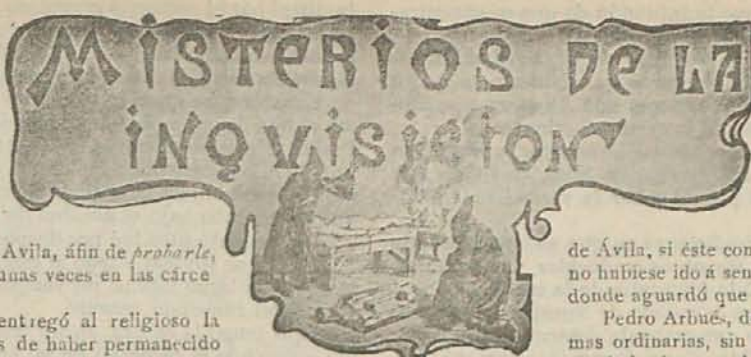 MISTERIOS DE LA
INQUISICION
Avila, áfin de probarle,
unas veces en las cárce
entregó al religioso la
s de haber permanecido
de Ávila, si éste con
no hubiese ido á sen
donde aguardó que
Pedro Arbués, d
mas ordinarias, sin